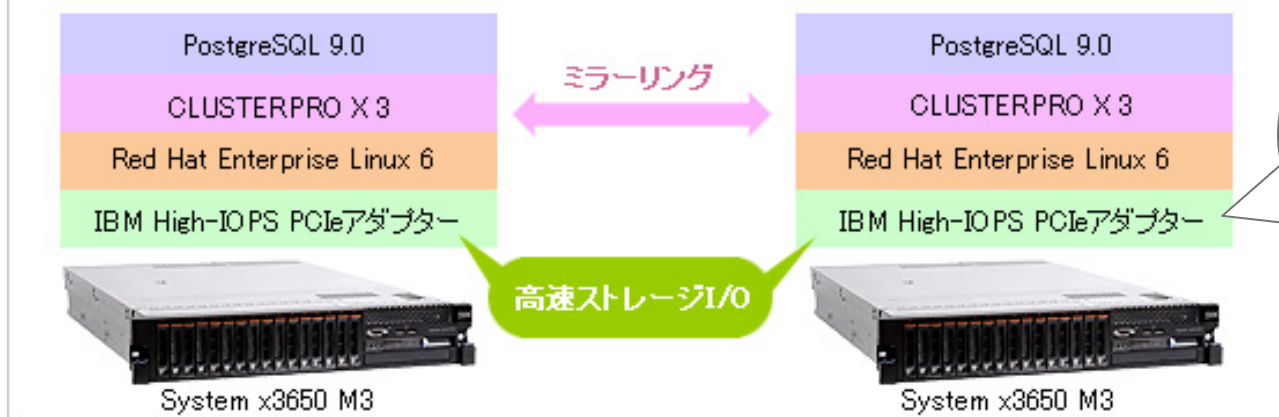 PostgreSQL 9.0
CLUSTERPRO X 3
Red Hat Enterprise Linux 6
IBM High-IOPS PCIeアダプター
System x3650 M3
ミラーリング
高速ストレージI/O
PostgreSQL 9.0
CLUSTERPRO X 3
Red Hat Enterprise Linux 6
IBM High-IOPS PCIeアダプター
System x3650 M3